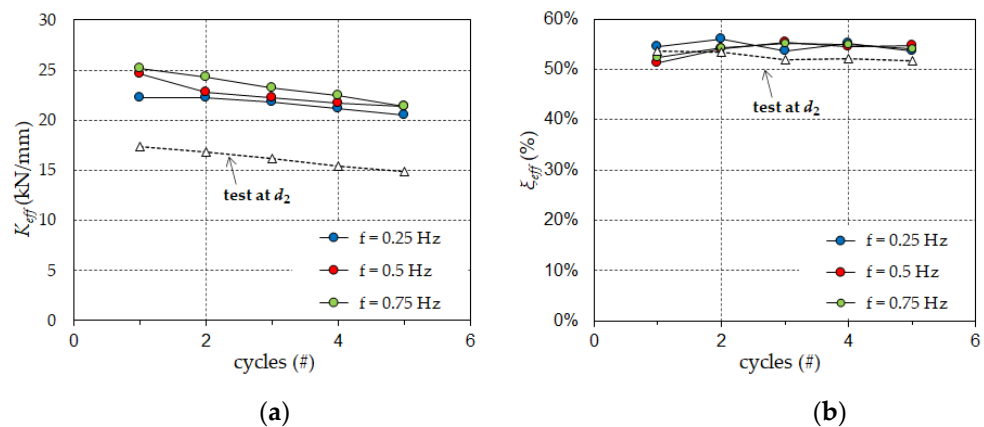 30
25
20
15
10
5
0
K_eff (kN/mm)
test at d₂
f = 0.25 Hz
f = 0.5 Hz
f = 0.75 Hz
0 2 4 6
cycles (#)
(a)
60%
50%
40%
30%
20%
10%
0%
ξ_eff (%)
test at d₂
f = 0.25 Hz
f = 0.5 Hz
f = 0.75 Hz
0 2 4 6
cycles (#)
(b)